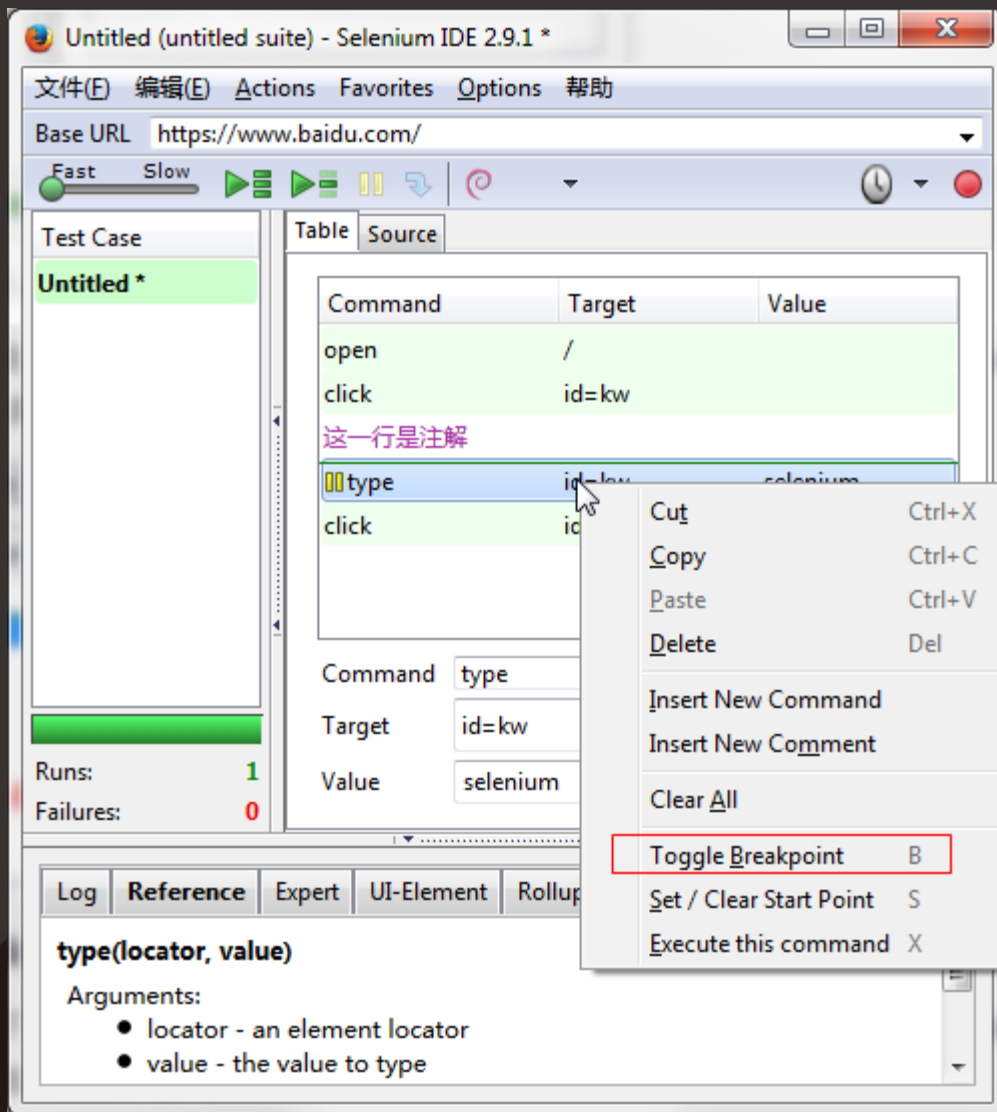 Untitled (untitled suite) - Selenium IDE 2.9.1 *
文件(F) 编辑(E) Actions Favorites Options 帮助
Base URL https://www.baidu.com/
Fast Slow
Test Case
Untitled *
Table Source
Command Target Value
open /
click id=kw
这一行是注解
type id=kw selenium
click id
Command type
Target id=kw
Value selenium
Runs: 1
Failures: 0
Cut Ctrl+X
Copy Ctrl+C
Paste Ctrl+V
Delete Del
Insert New Command
Insert New Comment
Clear All
Toggle Breakpoint B
Set / Clear Start Point S
Execute this command X
Log Reference Expert UI-Element Rollup
type(locator, value)
Arguments:
● locator - an element locator
● value - the value to type